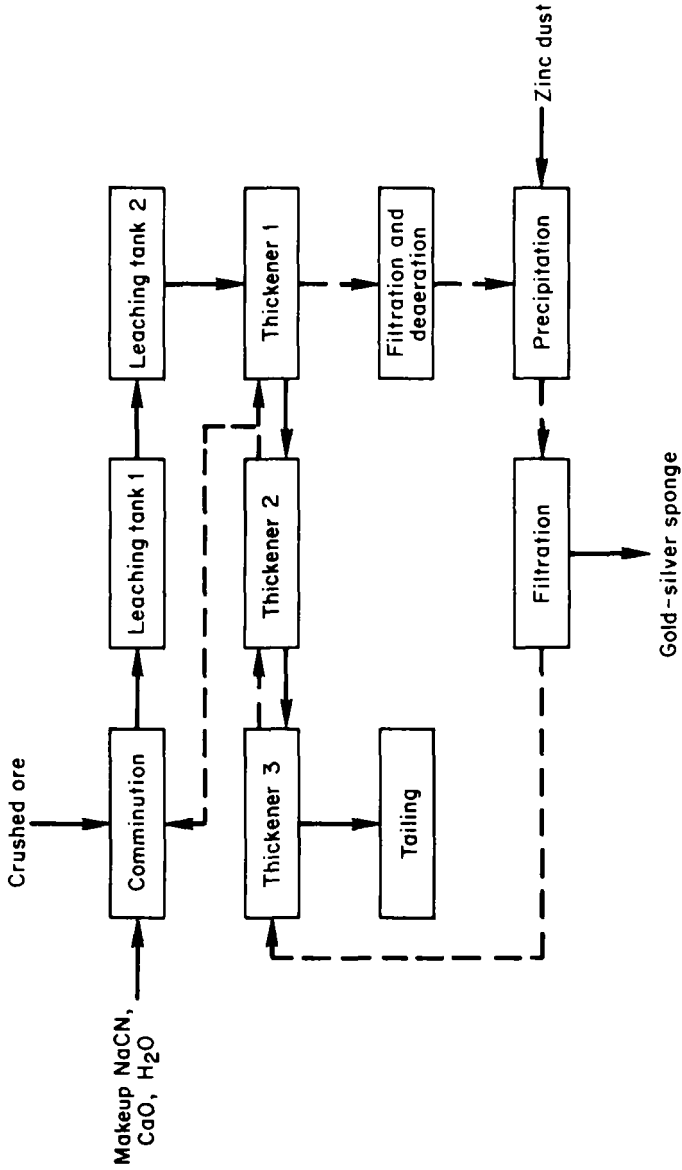 Crushed ore
Makeup NaCN,
CaO, H₂O
Comminution
Leaching tank 1
Leaching tank 2
Thickener 3
Thickener 2
Thickener 1
Tailing
Filtration and
deaeration
Zinc dust
Filtration
Precipitation
Gold-silver sponge